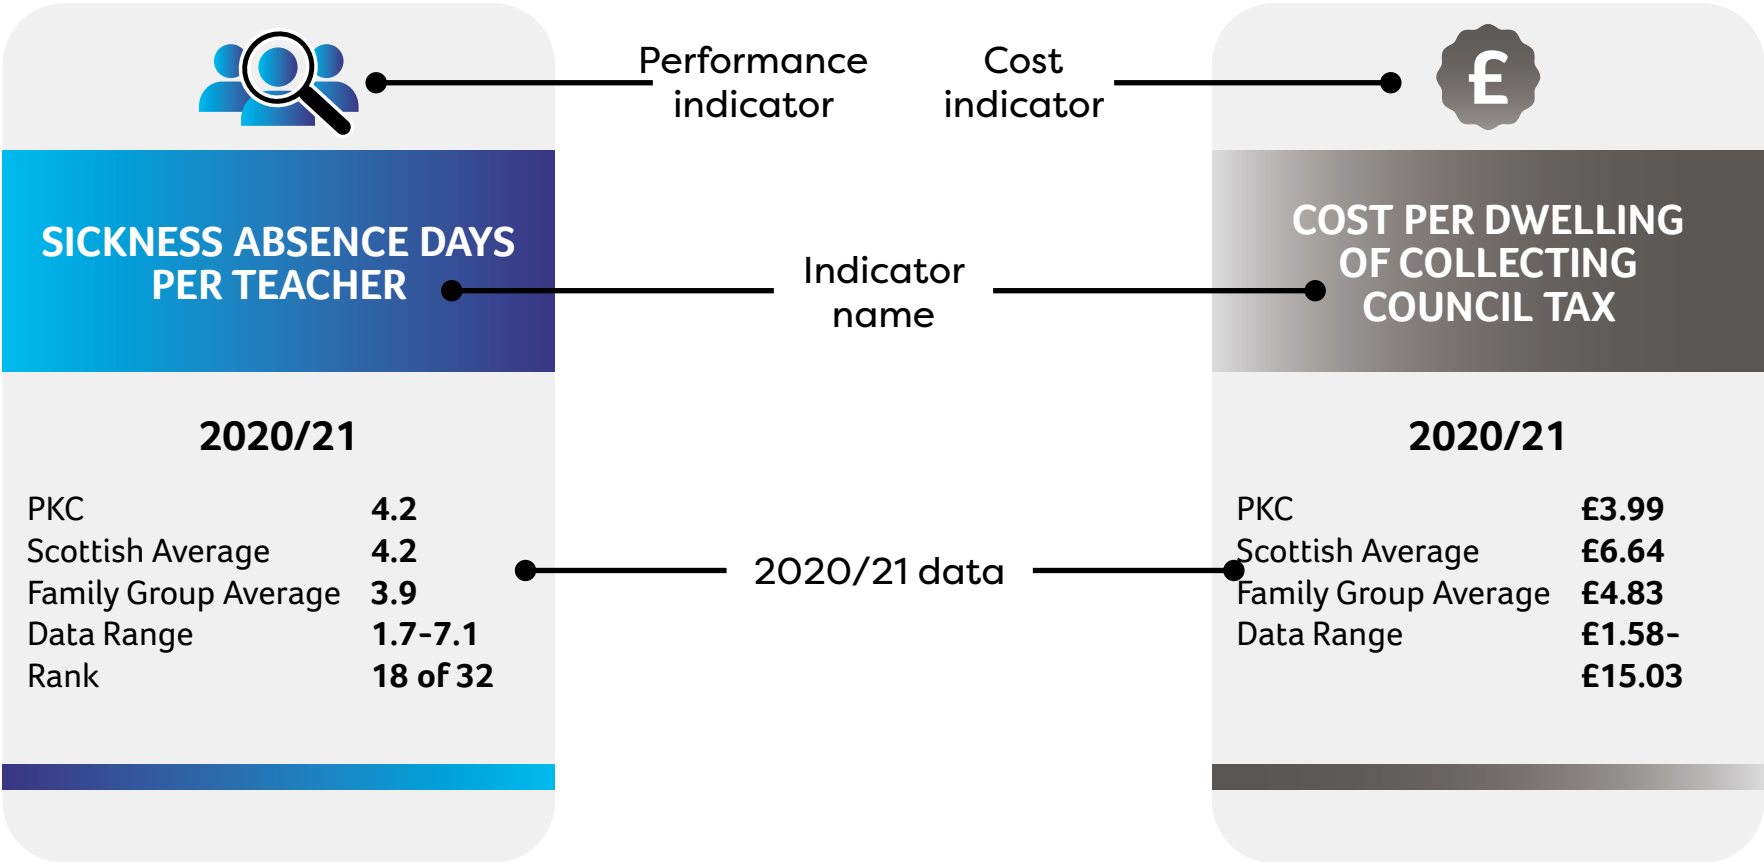 Performance
indicator
Cost
indicator
£
SICKNESS ABSENCE DAYS
PER TEACHER
Indicator
name
COST PER DWELLING
OF COLLECTING
COUNCIL TAX
2020/21
PKC 4.2
Scottish Average 4.2
Family Group Average 3.9
Data Range 1.7-7.1
Rank 18 of 32
2020/21 data
2020/21
PKC £3.99
Scottish Average £6.64
Family Group Average £4.83
Data Range £1.58-
£15.03